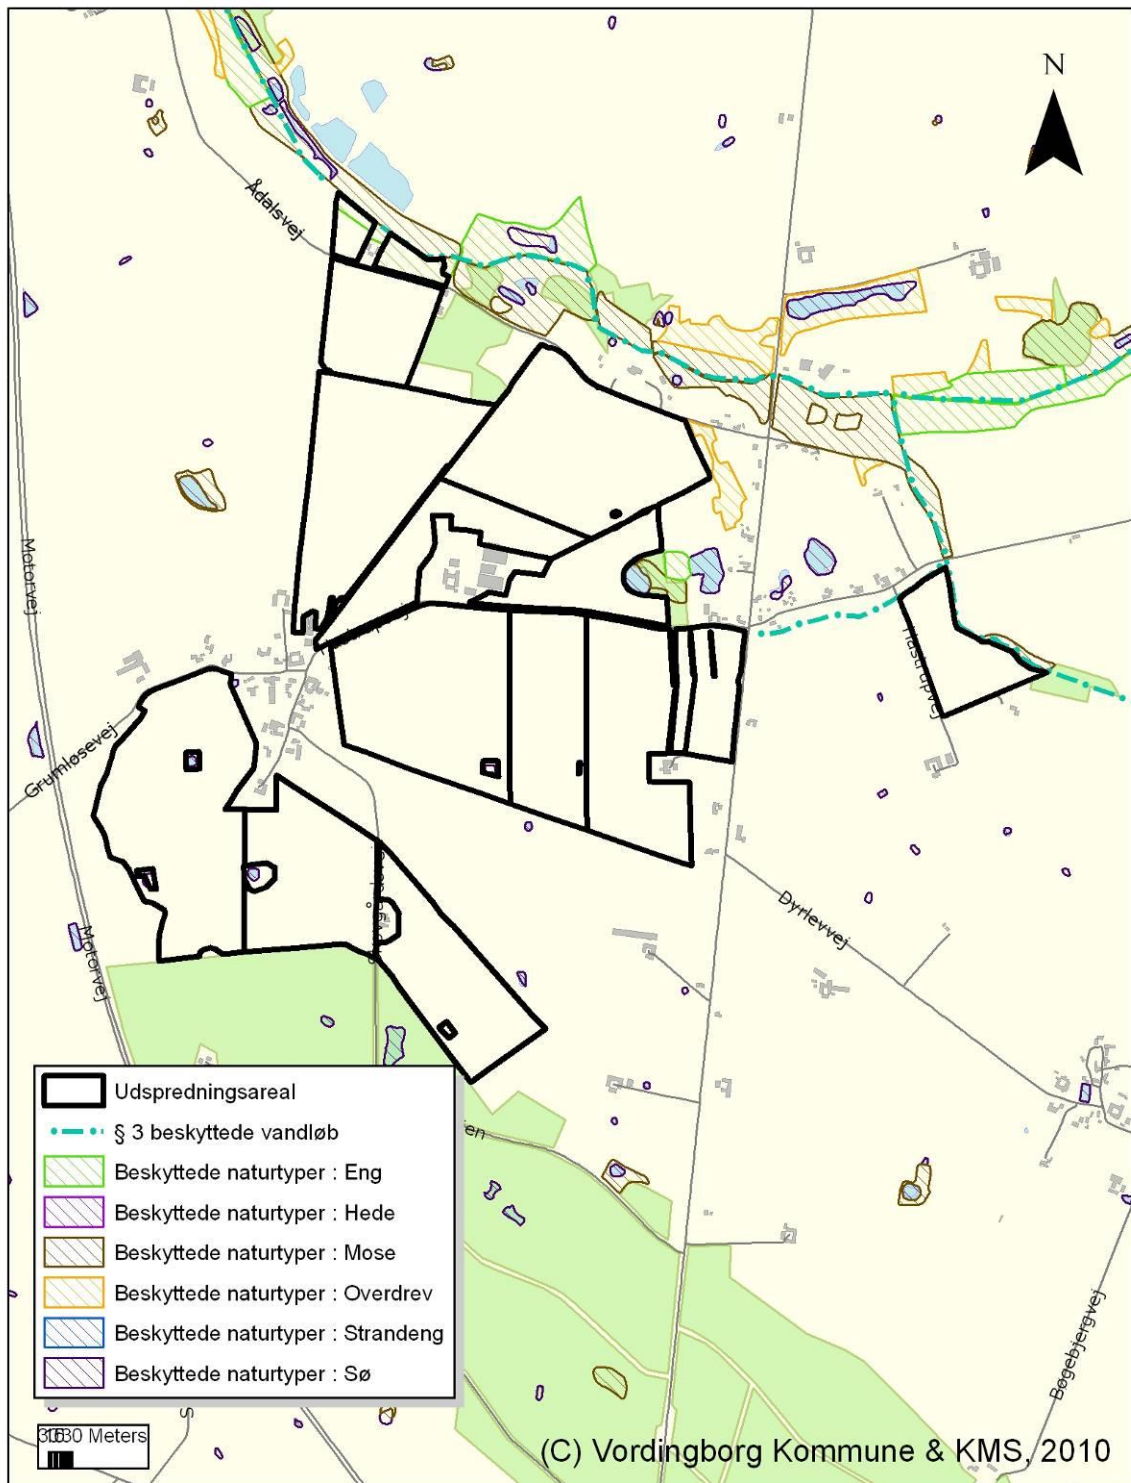 N
Ådalsvej
Motorvej
Grumløsevej
Hastrupvej
Motorvej
Dyrlevvej
Bøgebjergvej
Udspredningsareal
§ 3 beskyttede vandløb
Beskyttede naturtyper : Eng
Beskyttede naturtyper : Hede
Beskyttede naturtyper : Mose
Beskyttede naturtyper : Overdrev
Beskyttede naturtyper : Strandeng
Beskyttede naturtyper : Sø
Meters
S
(C) Vordingborg Kommune & KMS, 2010